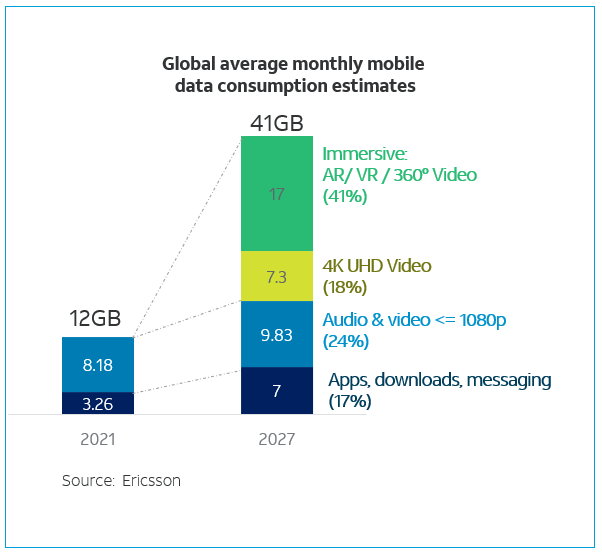 Global average monthly mobile
data consumption estimates
41GB
Immersive:
AR/ VR / 360º Video
(41%)
17
4K UHD Video
(18%)
7.3
12GB
Audio & video <= 1080p
(24%)
9.83
8.18
Apps, downloads, messaging
(17%)
7
3.26
2021
2027
Source: Ericsson